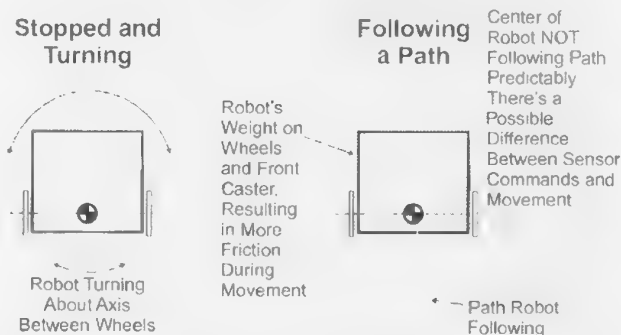 Stopped and
Turning
Robot Turning
About Axis
Between Wheels
Robot's
Weight on
Wheels
and Front
Caster,
Resulting
in More
Friction
During
Movement
Following
a Path
Center of
Robot NOT
Following Path
Predictably
There's a
Possible
Difference
Between Sensor
Commands and
Movement
Path Robot
Following